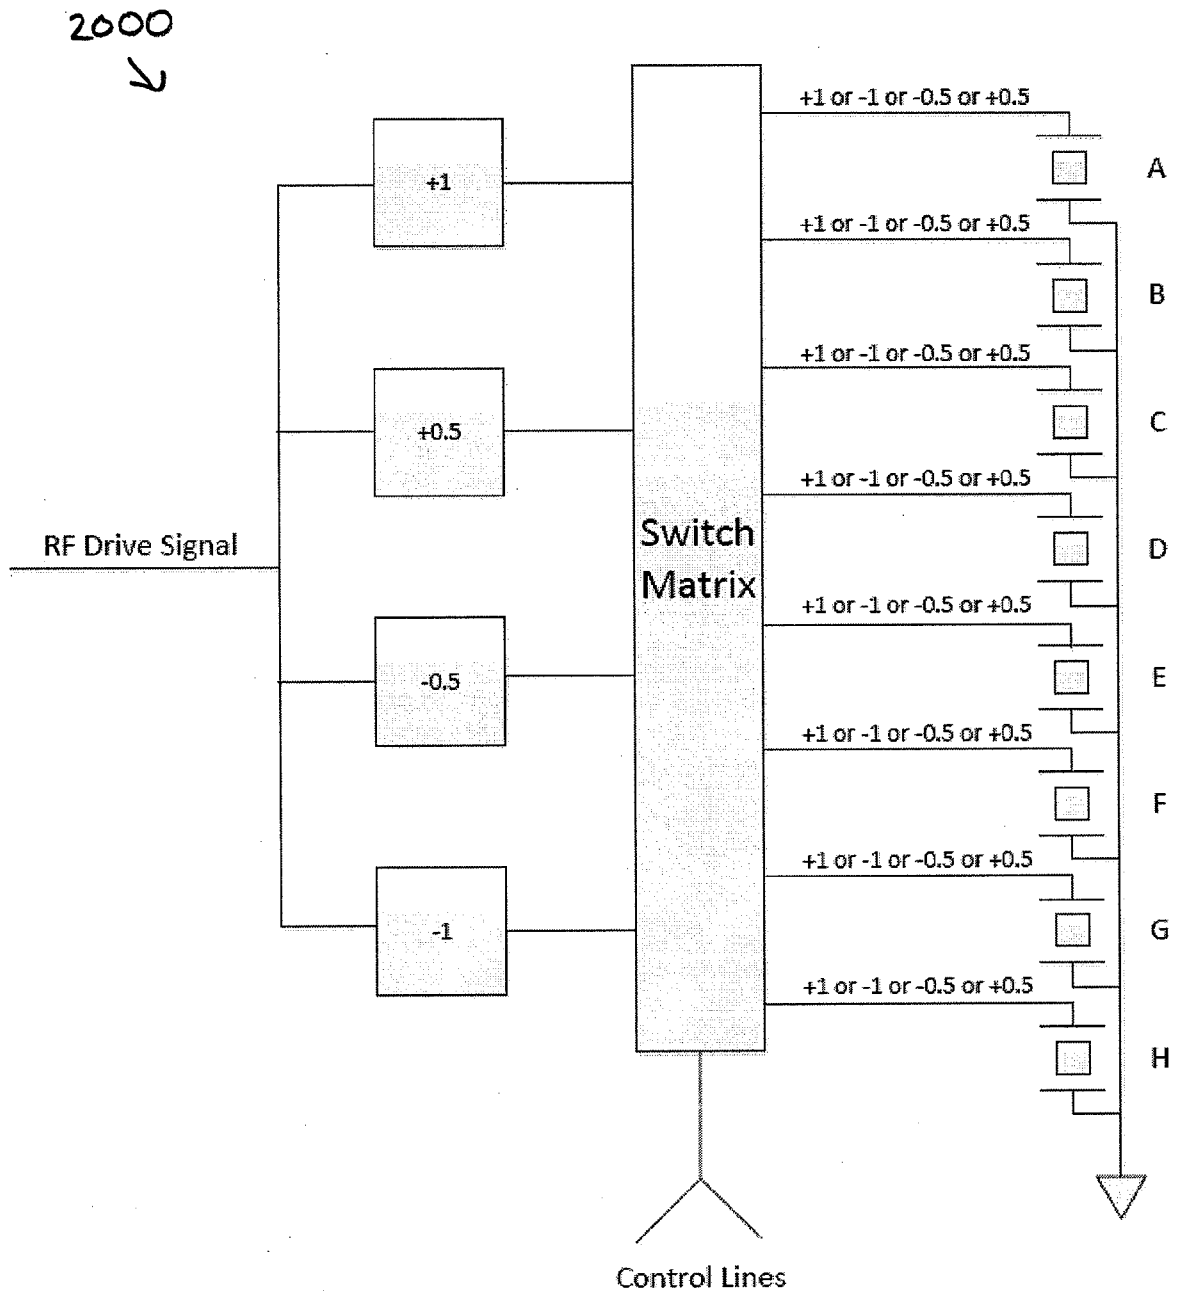 2000
+1 or -1 or -0.5 or +0.5
A
+1
+1 or -1 or -0.5 or +0.5
B
+1 or -1 or -0.5 or +0.5
C
+0.5
+1 or -1 or -0.5 or +0.5
Switch
Matrix
RF Drive Signal
D
+1 or -1 or -0.5 or +0.5
E
-0.5
+1 or -1 or -0.5 or +0.5
F
+1 or -1 or -0.5 or +0.5
G
-1
+1 or -1 or -0.5 or +0.5
H
Control Lines